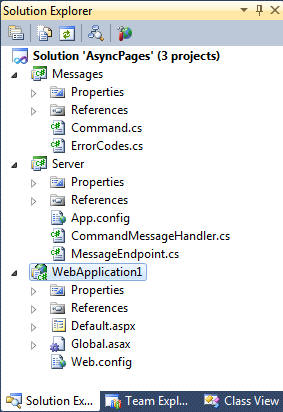 Solution Explorer
Solution 'AsyncPages' (3 projects)
Messages
Properties
References
Command.cs
ErrorCodes.cs
Server
Properties
References
App.config
CommandMessageHandler.cs
MessageEndpoint.cs
WebApplication1
Properties
References
Default.aspx
Global.asax
Web.config
Solution Ex... Team Expl... Class View